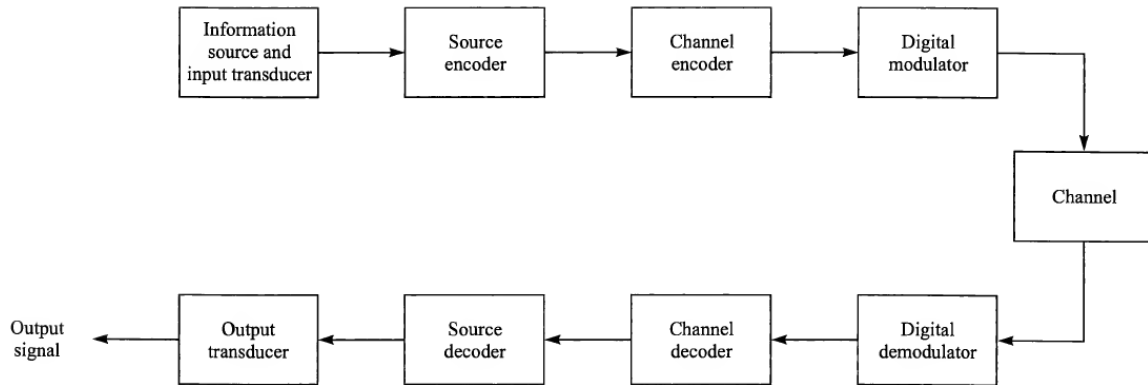 Information
source and
input transducer
Source
encoder
Channel
encoder
Digital
modulator
Channel
Output
signal
Output
transducer
Source
decoder
Channel
decoder
Digital
demodulator